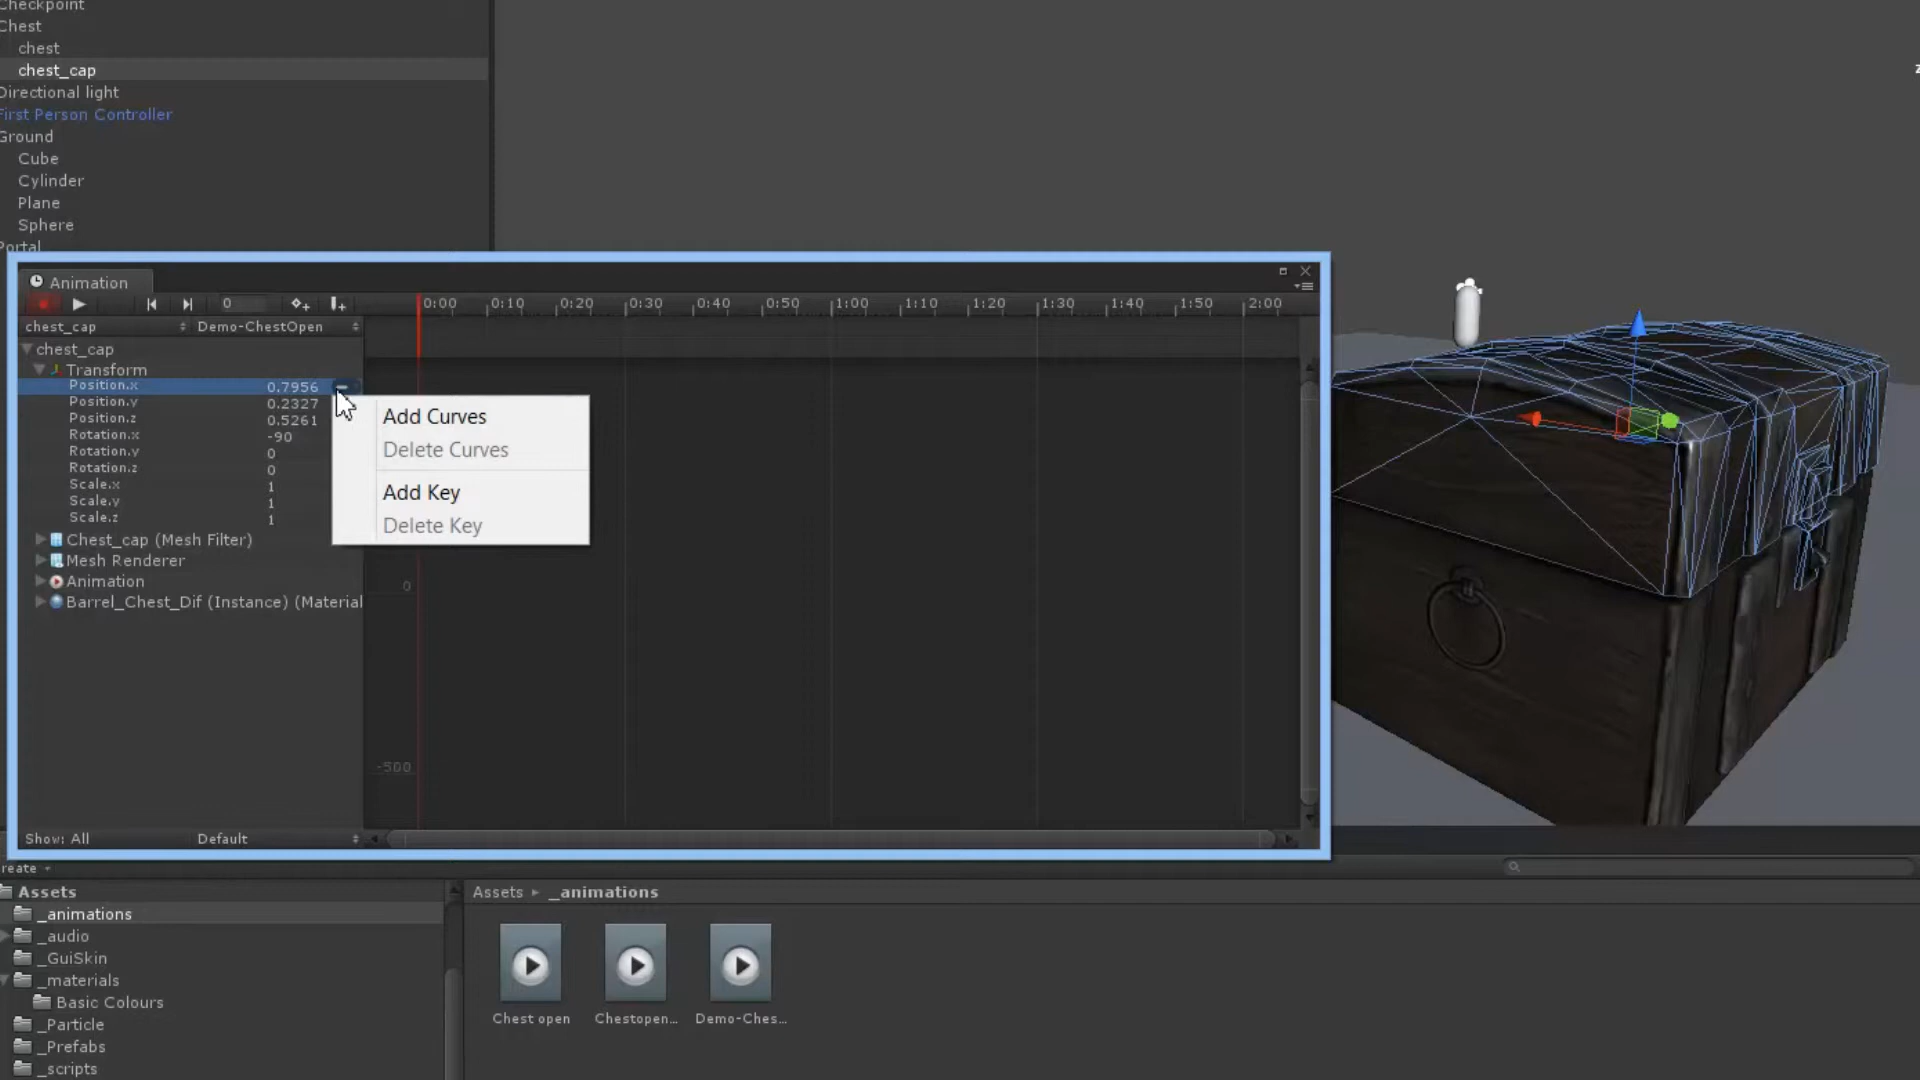 Checkpoint
Chest
chest
chest_cap
Directional light
First Person Controller
Ground
Cube
Cylinder
Plane
Sphere
Portal
Animation
0
0:00 0:10 0:20 0:30 0:40 0:50 1:00 1:10 1:20 1:30 1:40 1:50 2:00
chest_cap Demo-ChestOpen
chest_cap
Transform
Position.x 0.7956
Position.y 0.2327
Position.z 0.5261
Rotation.x -90
Rotation.y 0
Rotation.z 0
Scale.x 1
Scale.y 1
Scale.z 1
Chest_cap (Mesh Filter)
Mesh Renderer
Animation
Barrel_Chest_Dif (Instance) (Material
Add Curves
Delete Curves
Add Key
Delete Key
0
-500
Show: All Default
z
reate
Assets
_animations
_audio
_GuiSkin
_materials
Basic Colours
_Particle
_Prefabs
_scripts
Assets ▸ _animations
Chest open Chestopen... Demo-Ches...